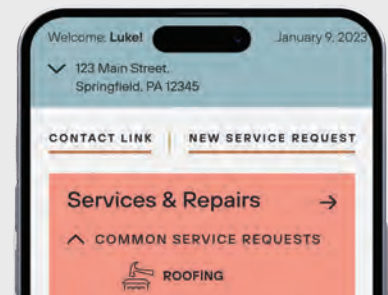 Welcome Luke!
January 9, 2023
123 Main Street,
Springfield, PA 12345
CONTACT LINK
NEW SERVICE REQUEST
Services & Repairs
COMMON SERVICE REQUESTS
ROOFING